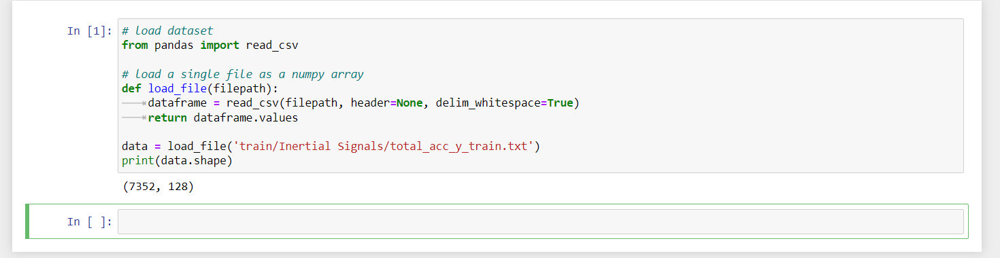 In [1]:
# load dataset
from pandas import read_csv
# load a single file as a numpy array
def load_file(filepath):
dataframe = read_csv(filepath, header=None, delim_whitespace=True)
return dataframe.values
data = load_file('train/Inertial Signals/total_acc_y_train.txt')
print(data.shape)
(7352, 128)
In [ ]: